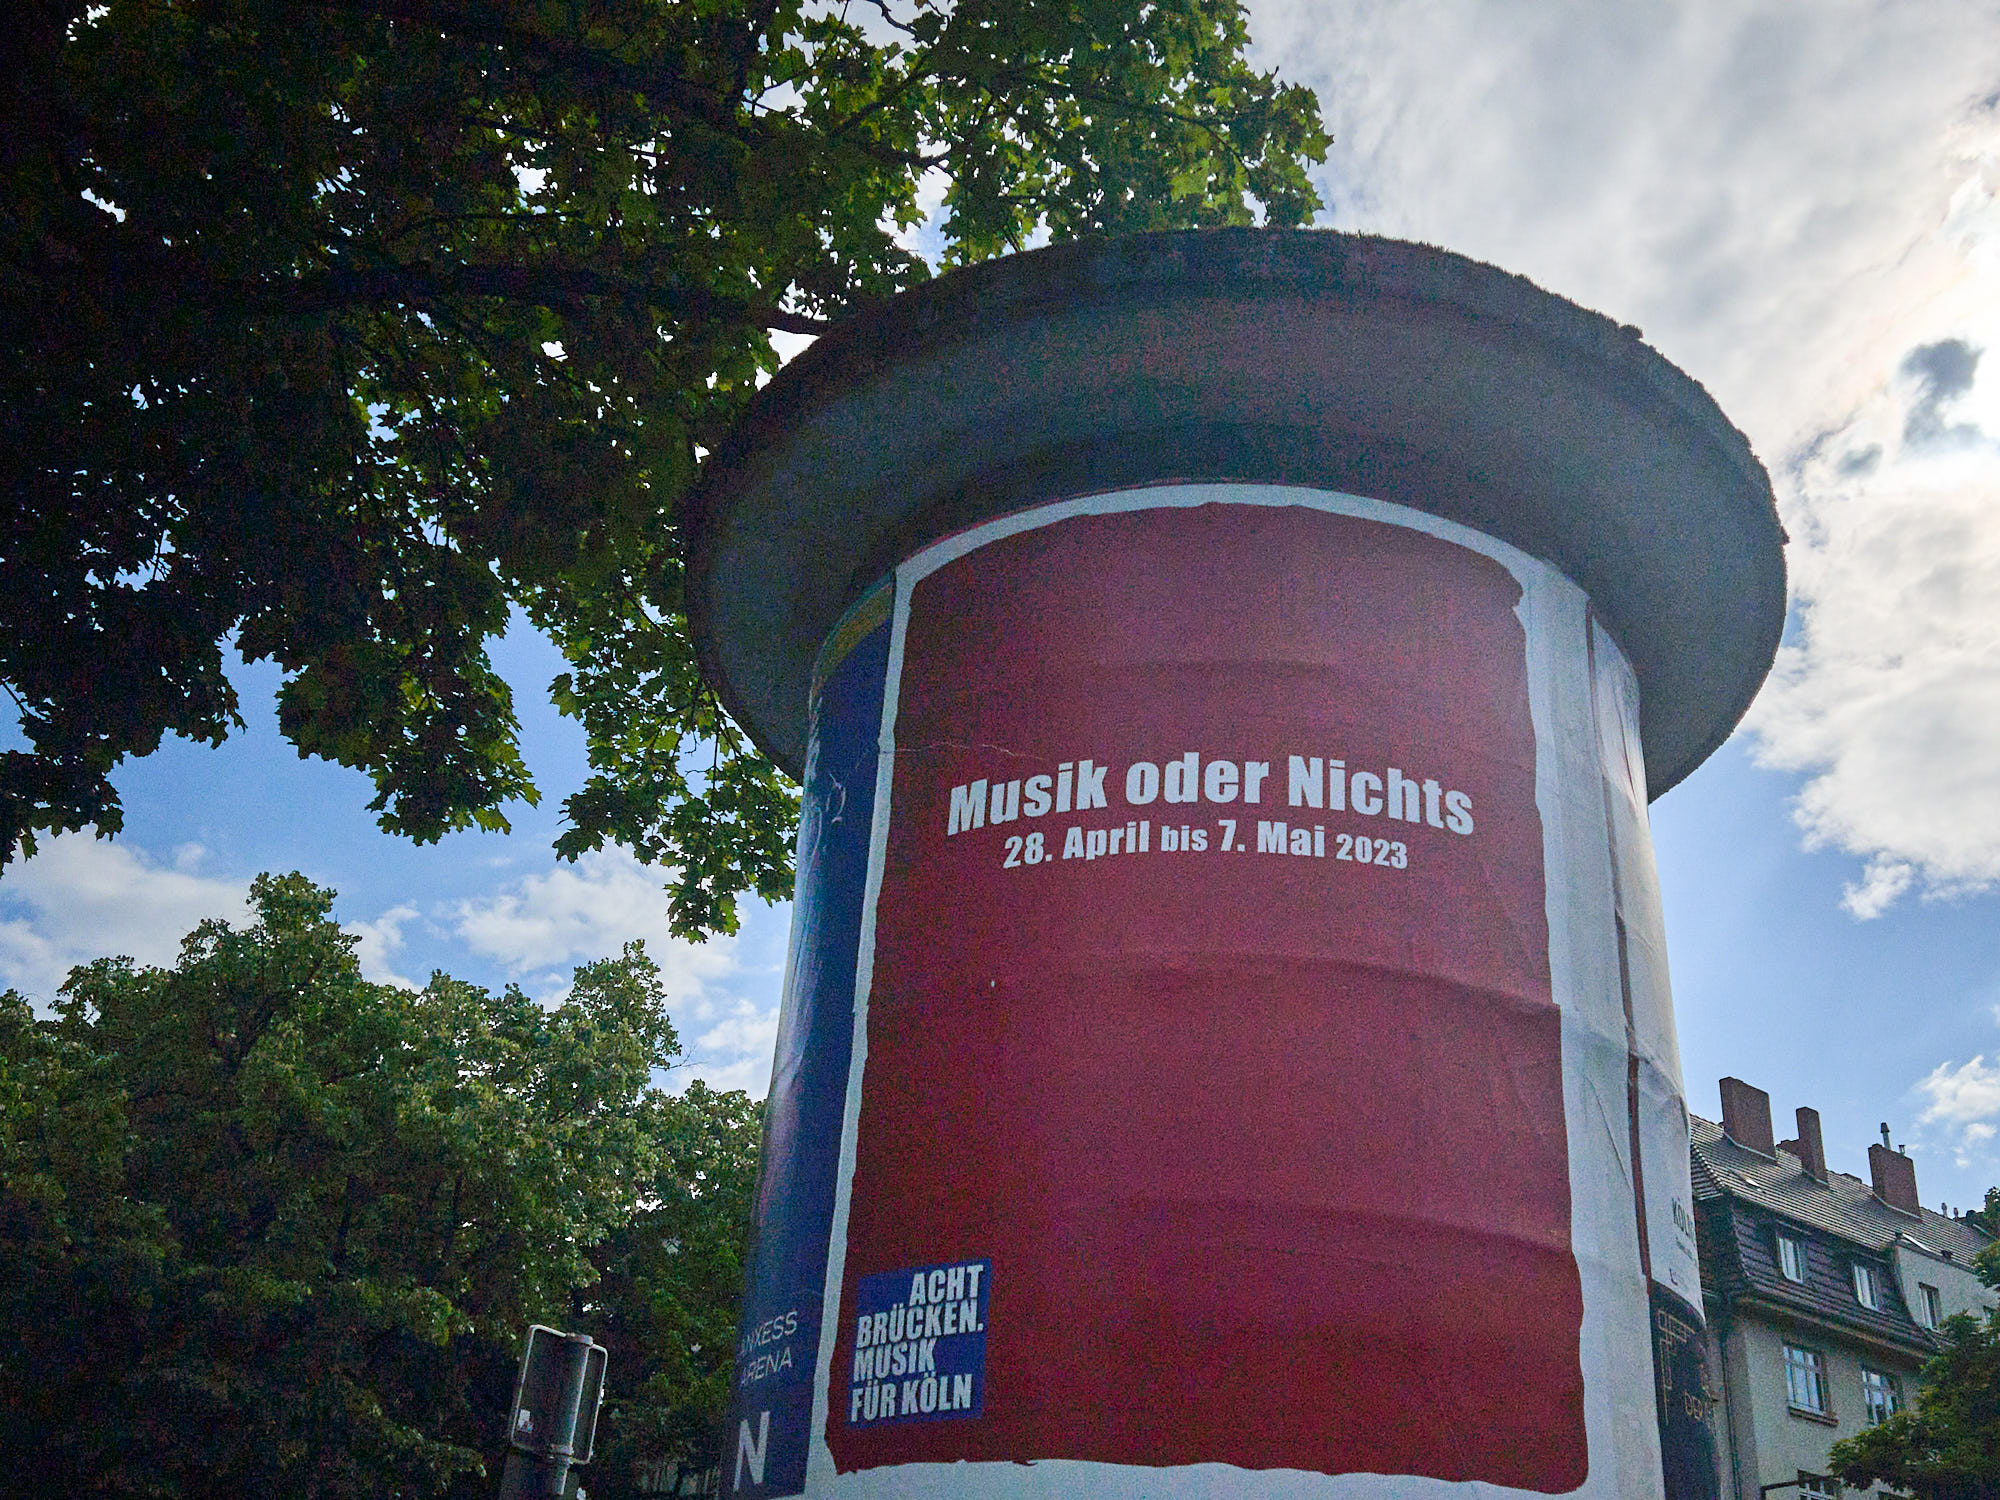 Musik oder Nichts
28. April bis 7. Mai 2023
ACHT
BRÜCKEN.
MUSIK
FÜR KÖLN
ARENA
N